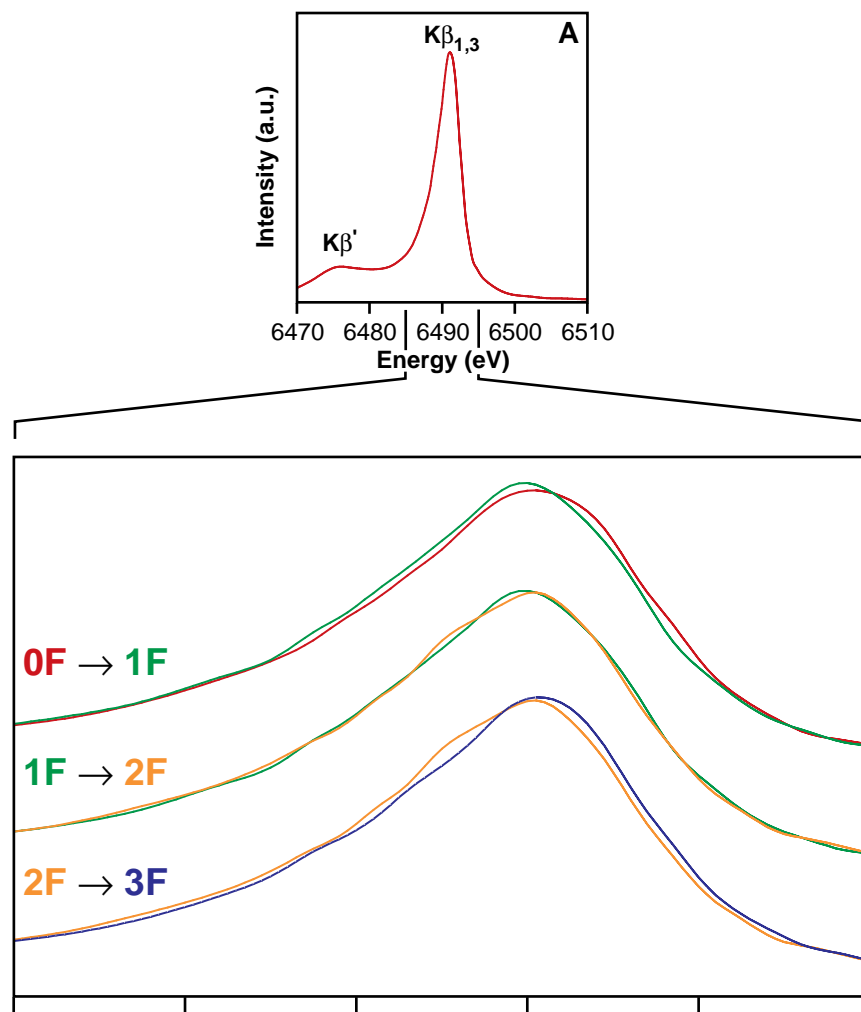 A
Kβ1,3
Kβ'
Intensity (a.u.)
6470 6480 6490 6500 6510
Energy (eV)
0F → 1F
1F → 2F
2F → 3F